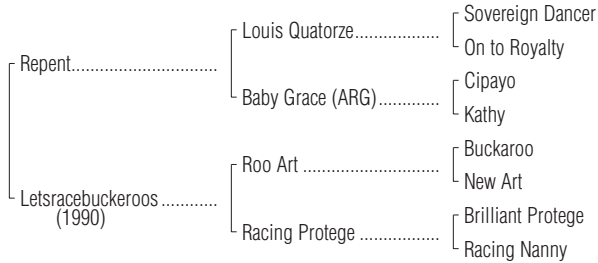 Sovereign Dancer
Louis Quatorze..................
On to Royalty
Repent...............................
Cipayo
Baby Grace (ARG).............
Kathy
Buckaroo
Roo Art .............................
New Art
Letsracebuckeroos ............
(1990)
Brilliant Protege
Racing Protege .................
Racing Nanny